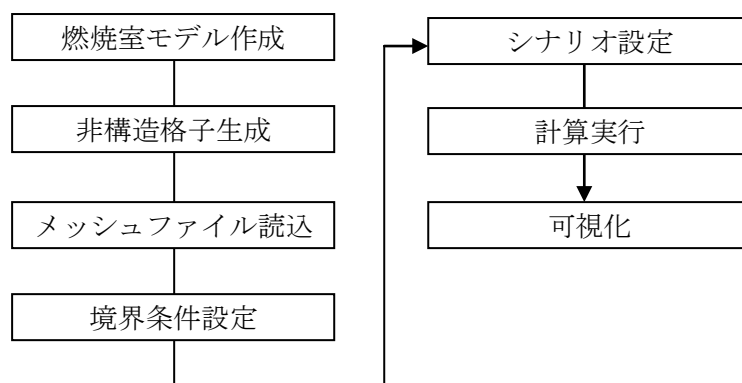 燃焼室モデル作成
非構造格子生成
メッシュファイル読込
境界条件設定
シナリオ設定
計算実行
可視化